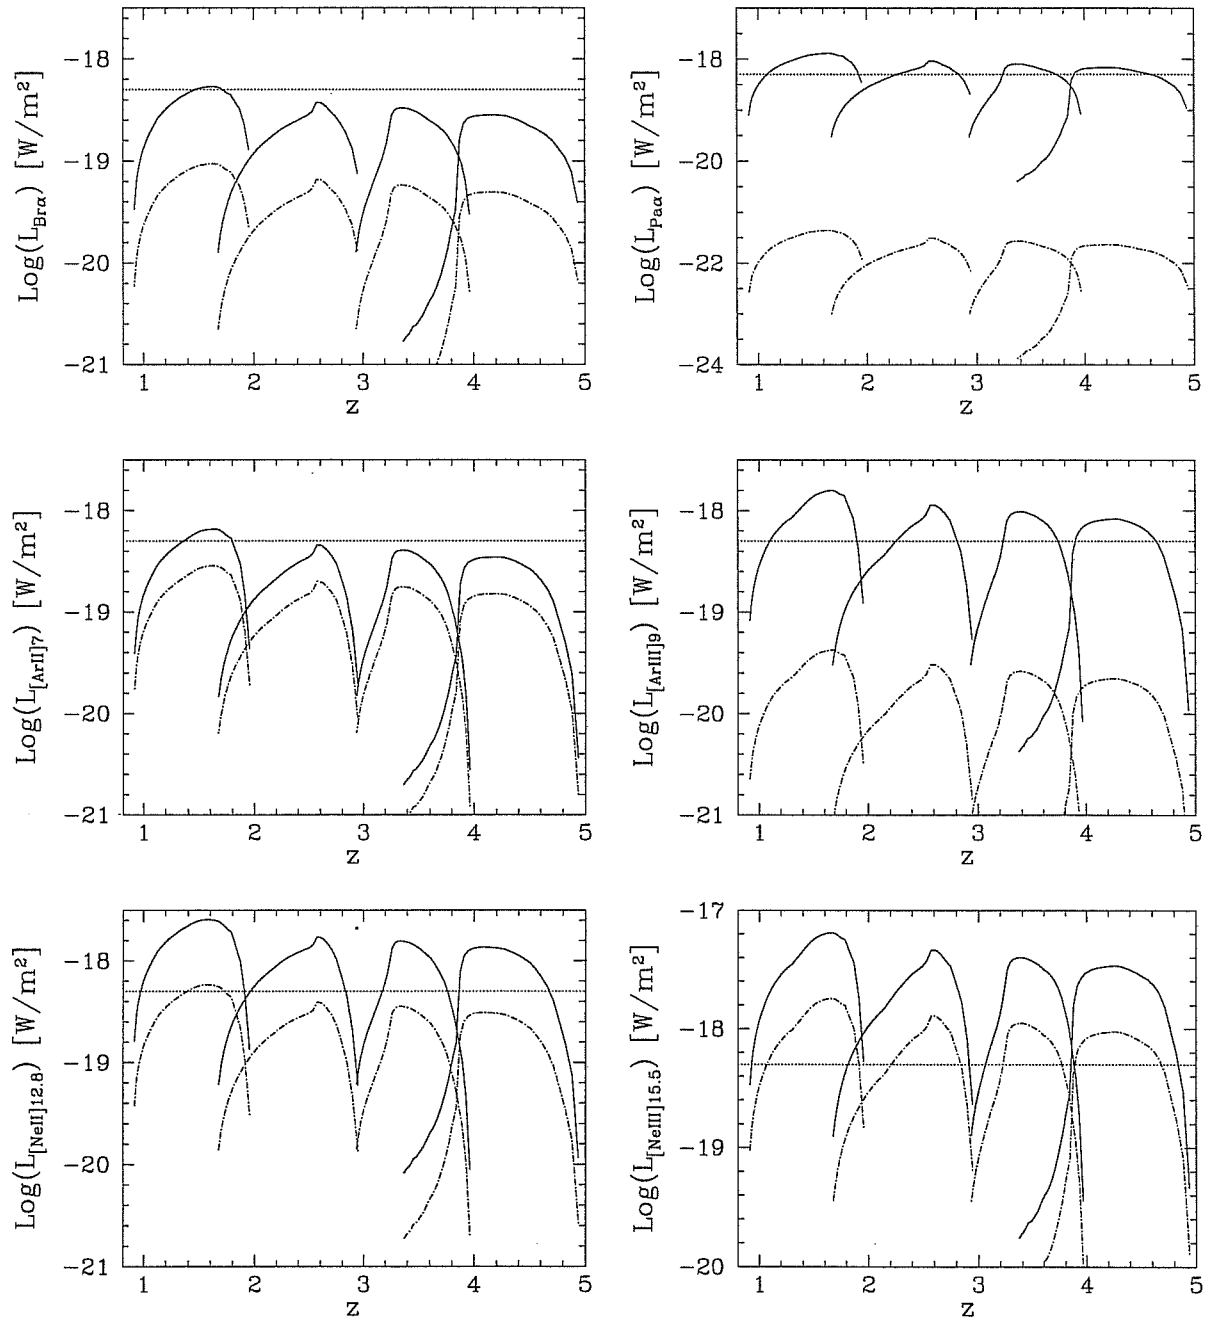 Log(L_Brα) [W/m²]
−18
−19
−20
−21
1 2 3 4 5
z
Log(L_Paα) [W/m²]
−18
−20
−22
−24
1 2 3 4 5
z
Log(L_[ArII]7) [W/m²]
−18
−19
−20
−21
1 2 3 4 5
z
Log(L_[ArIII]9) [W/m²]
−18
−19
−20
−21
1 2 3 4 5
z
Log(L_[NeII]12.8) [W/m²]
−18
−19
−20
−21
1 2 3 4 5
z
Log(L_[NeIII]15.5) [W/m²]
−17
−18
−19
−20
1 2 3 4 5
z